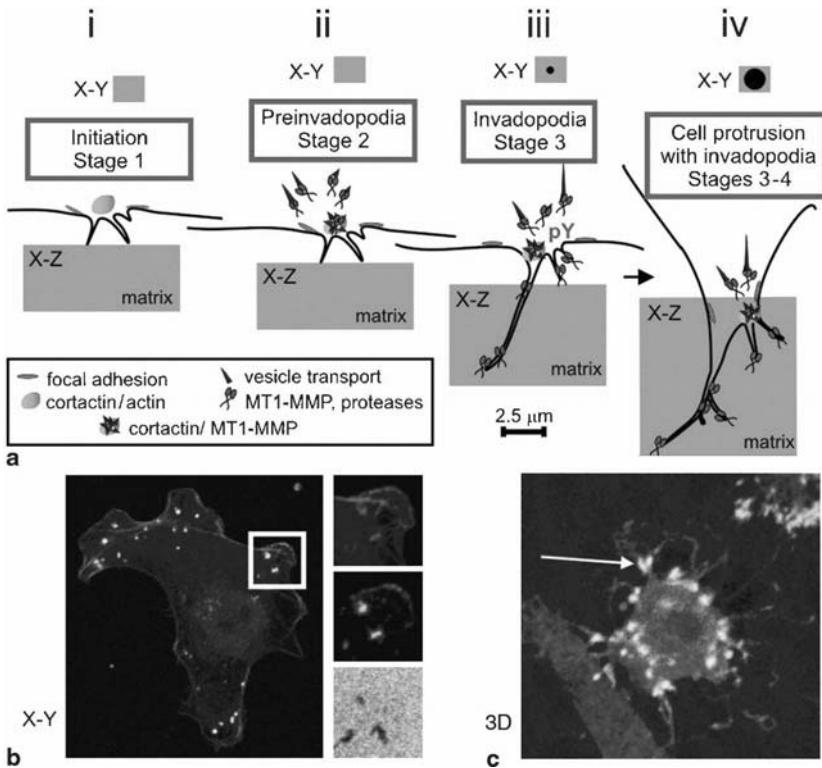 i ii iii iv
X-Y X-Y X-Y X-Y
Initiation
Stage 1
Preinvadopodia
Stage 2
Invadopodia
Stage 3
Cell protrusion
with invadopodia
Stages 3-4
pY
X-Z
matrix
X-Z
matrix
X-Z
matrix
X-Z
matrix
focal adhesion
cortactin/actin
vesicle transport
MT1-MMP, proteases
cortactin/ MT1-MMP
2.5 μm
a
X-Y
b
3D
c